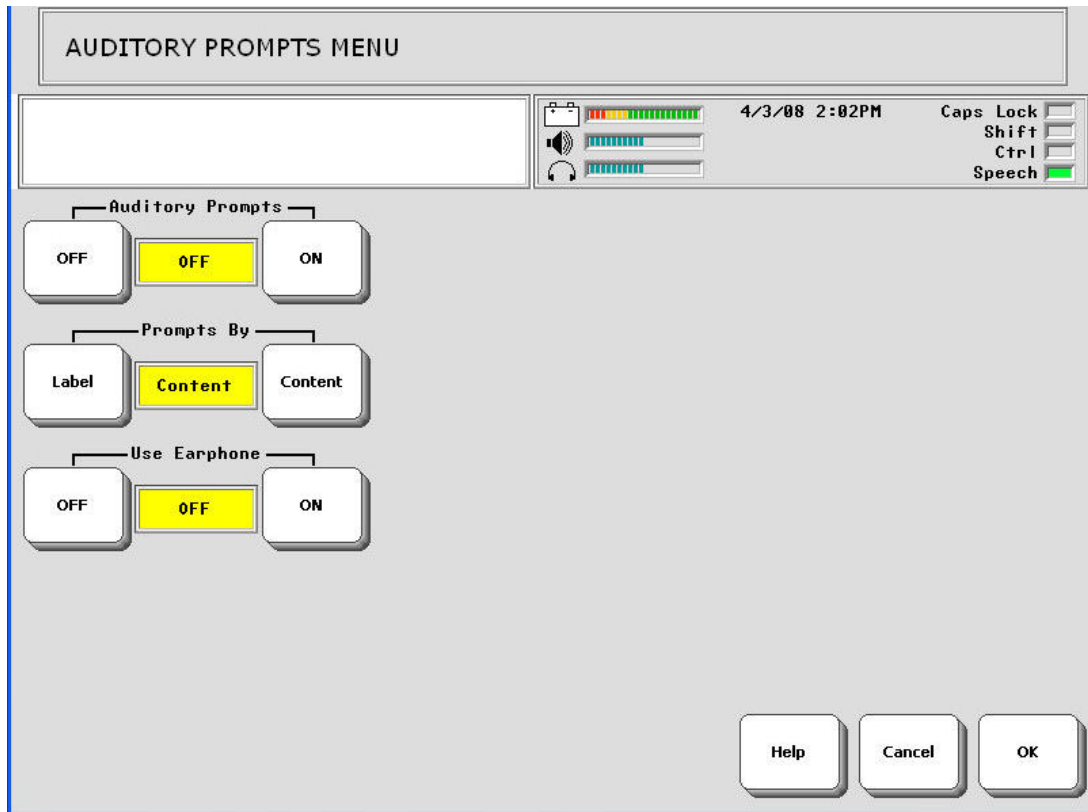 AUDITORY PROMPTS MENU
4/3/08 2:02PM
Caps Lock
Shift
Ctrl
Speech
Auditory Prompts
OFF OFF ON
Prompts By
Label Content Content
Use Earphone
OFF OFF ON
Help Cancel OK